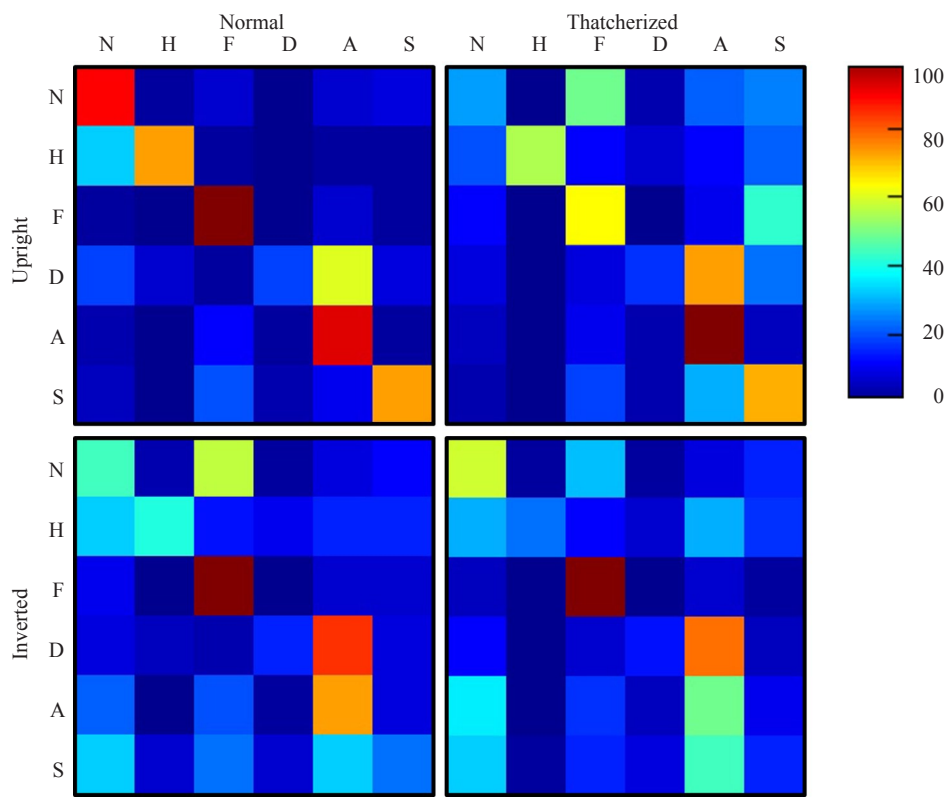 Normal Thatcherized
N H F D A S N H F D A S
Upright
N
H
F
D
A
S
Inverted
N
H
F
D
A
S
100
80
60
40
20
0